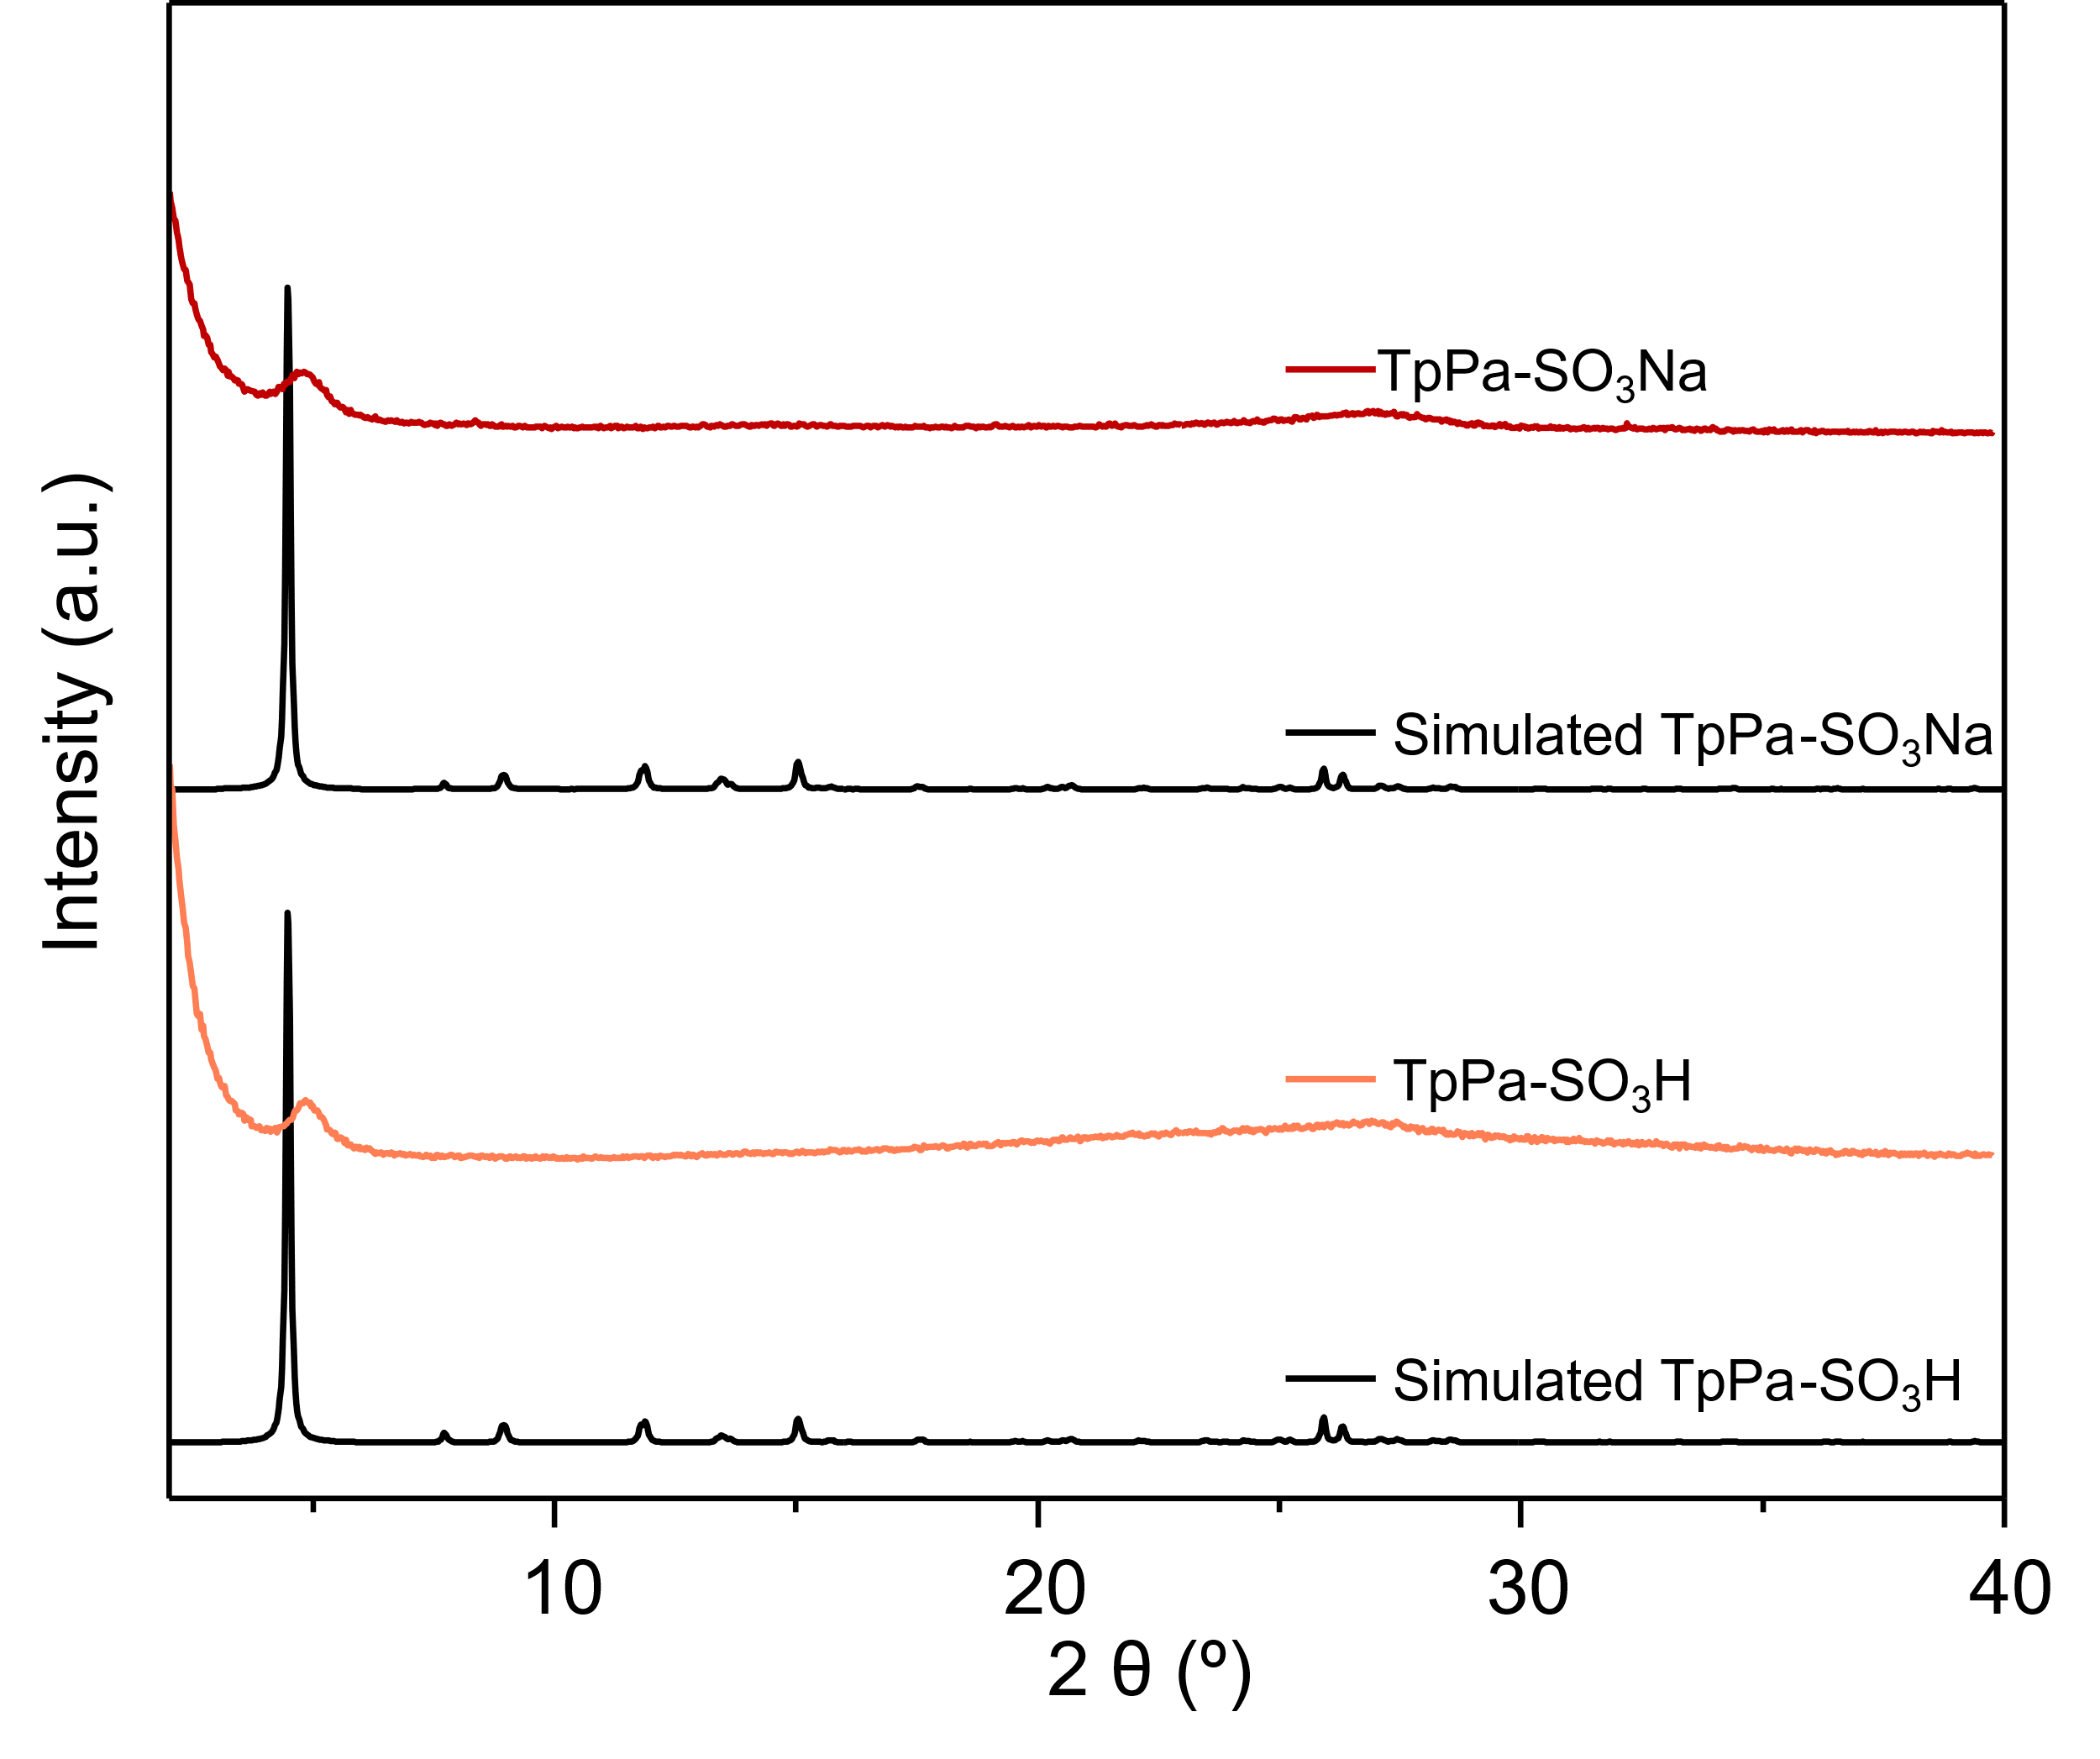 Intensity (a.u.)
TpPa-SO₃Na
Simulated TpPa-SO₃Na
TpPa-SO₃H
Simulated TpPa-SO₃H
10 20 30 40
2 θ (º)